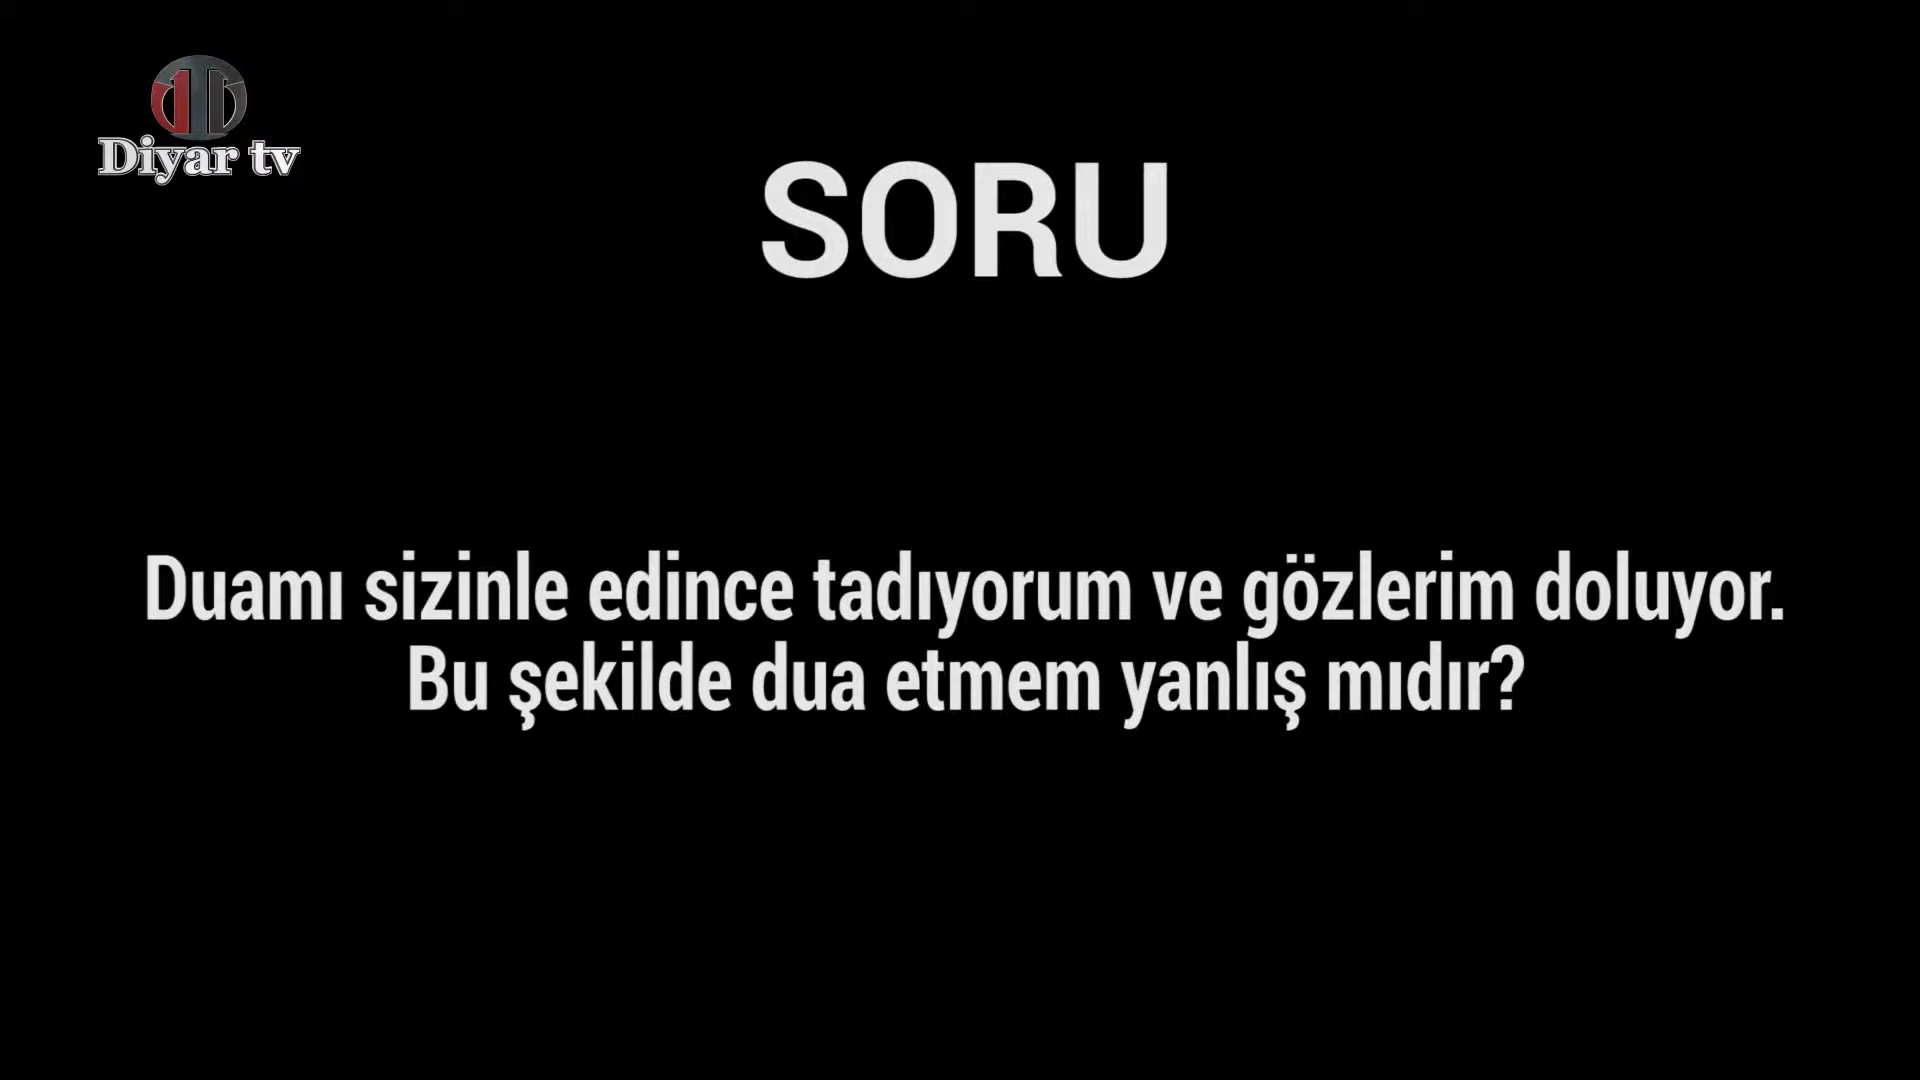 Diyar tv
SORU
Duamı sizinle edince tadıyorum ve gözlerim doluyor.
Bu şekilde dua etmem yanlış mıdır?